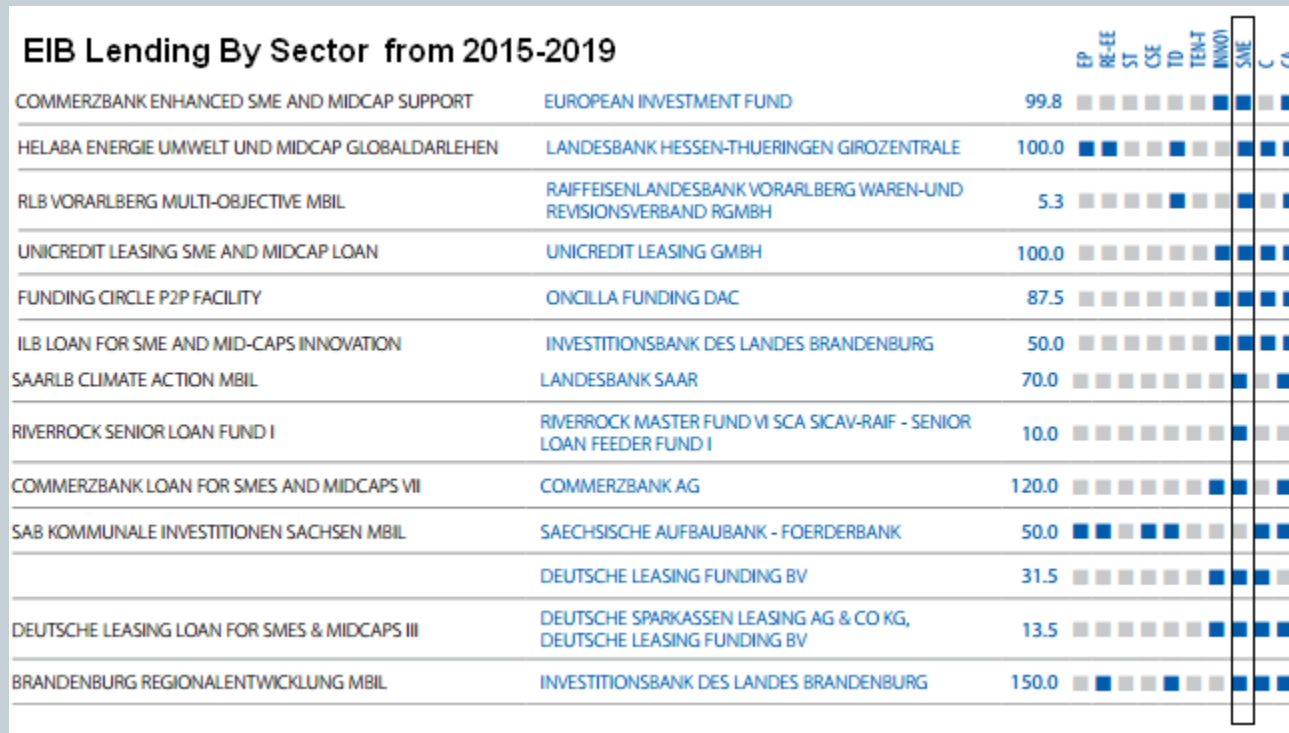 EIB Lending By Sector from 2015-2019
EP RE-EE ST CSE TD TEN-T INNOV SME C CA
COMMERZBANK ENHANCED SME AND MIDCAP SUPPORT EUROPEAN INVESTMENT FUND 99.8
HELABA ENERGIE UMWELT UND MIDCAP GLOBALDARLEHEN LANDESBANK HESSEN-THUERINGEN GIROZENTRALE 100.0
RLB VORARLBERG MULTI-OBJECTIVE MBIL RAIFFEISENLANDESBANK VORARLBERG WAREN-UND
REVISIONSVERBAND RGMBH 5.3
UNICREDIT LEASING SME AND MIDCAP LOAN UNICREDIT LEASING GMBH 100.0
FUNDING CIRCLE P2P FACILITY ONCILLA FUNDING DAC 87.5
ILB LOAN FOR SME AND MID-CAPS INNOVATION INVESTITIONSBANK DES LANDES BRANDENBURG 50.0
SAARLB CLIMATE ACTION MBIL LANDESBANK SAAR 70.0
RIVERROCK SENIOR LOAN FUND I RIVERROCK MASTER FUND VI SCA SICAV-RAIF - SENIOR
LOAN FEEDER FUND I 10.0
COMMERZBANK LOAN FOR SMES AND MIDCAPS VII COMMERZBANK AG 120.0
SAB KOMMUNALE INVESTITIONEN SACHSEN MBIL SAECHSISCHE AUFBAUBANK - FOERDERBANK 50.0
DEUTSCHE LEASING FUNDING BV 31.5
DEUTSCHE LEASING LOAN FOR SMES & MIDCAPS III DEUTSCHE SPARKASSEN LEASING AG & CO KG,
DEUTSCHE LEASING FUNDING BV 13.5
BRANDENBURG REGIONALENTWICKLUNG MBIL INVESTITIONSBANK DES LANDES BRANDENBURG 150.0